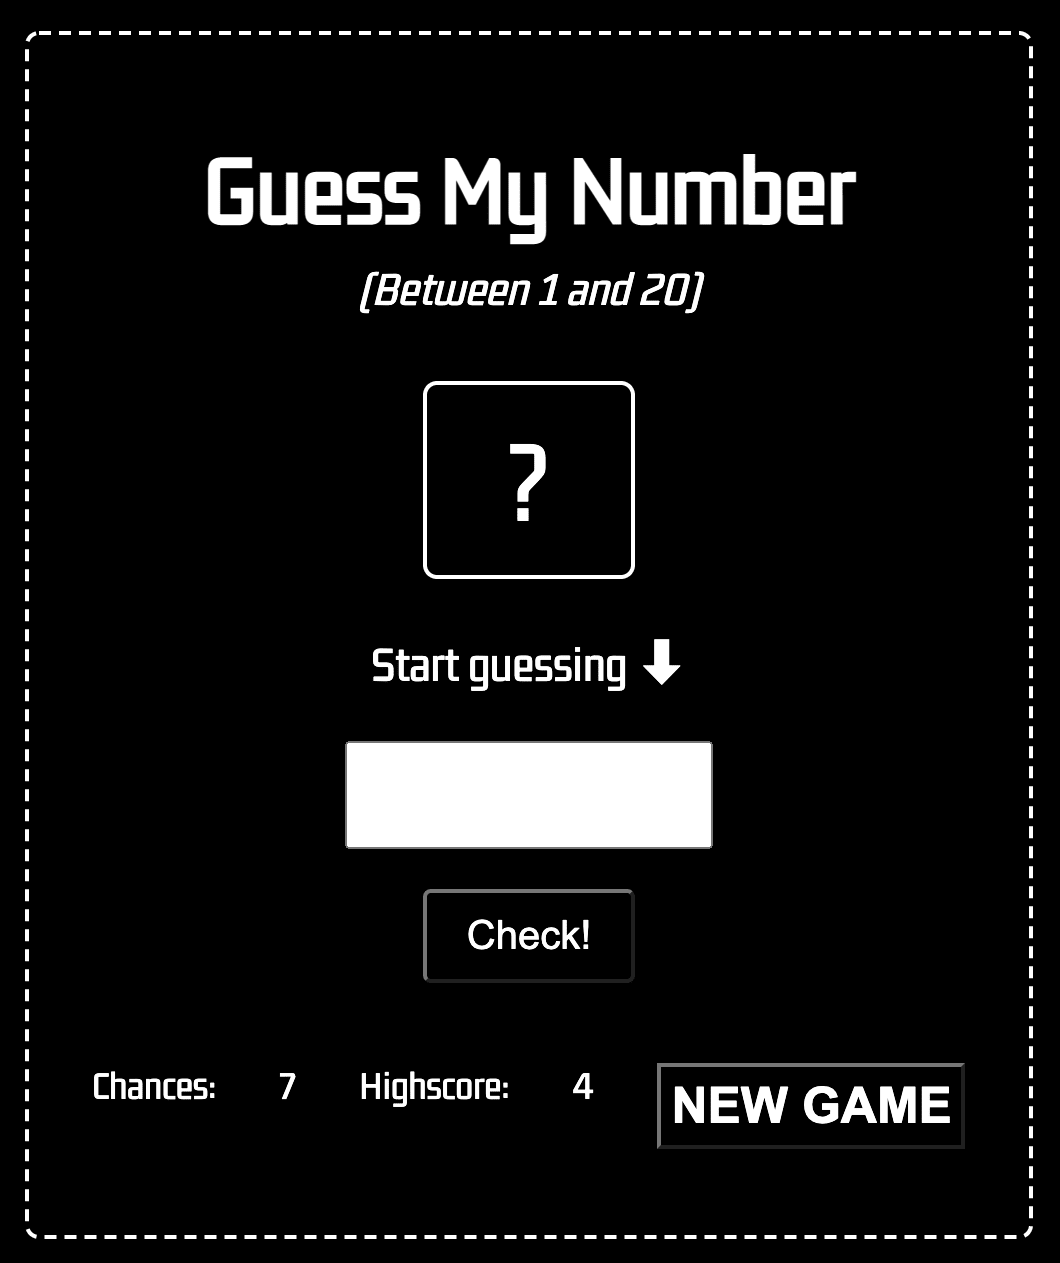 Guess My Number
(Between 1 and 20)
?
Start guessing ⬇
Check!
Chances: 7 Highscore: 4 NEW GAME